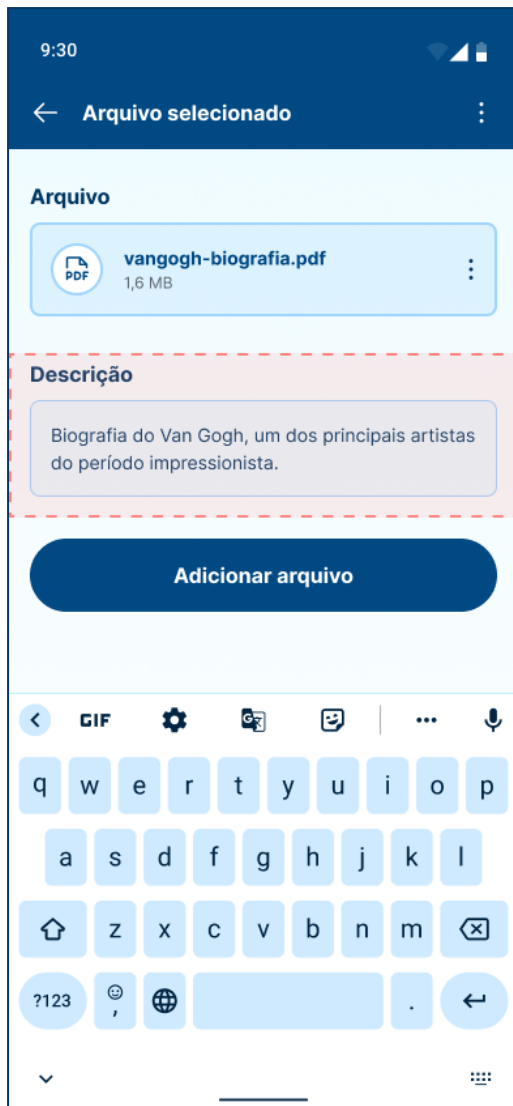 9:30
Arquivo selecionado
Arquivo
PDF
vangogh-biografia.pdf
1,6 MB
Descrição
Biografia do Van Gogh, um dos principais artistas
do período impressionista.
Adicionar arquivo
GIF
q w e r t y u i o p
a s d f g h j k l
z x c v b n m
?123 , .